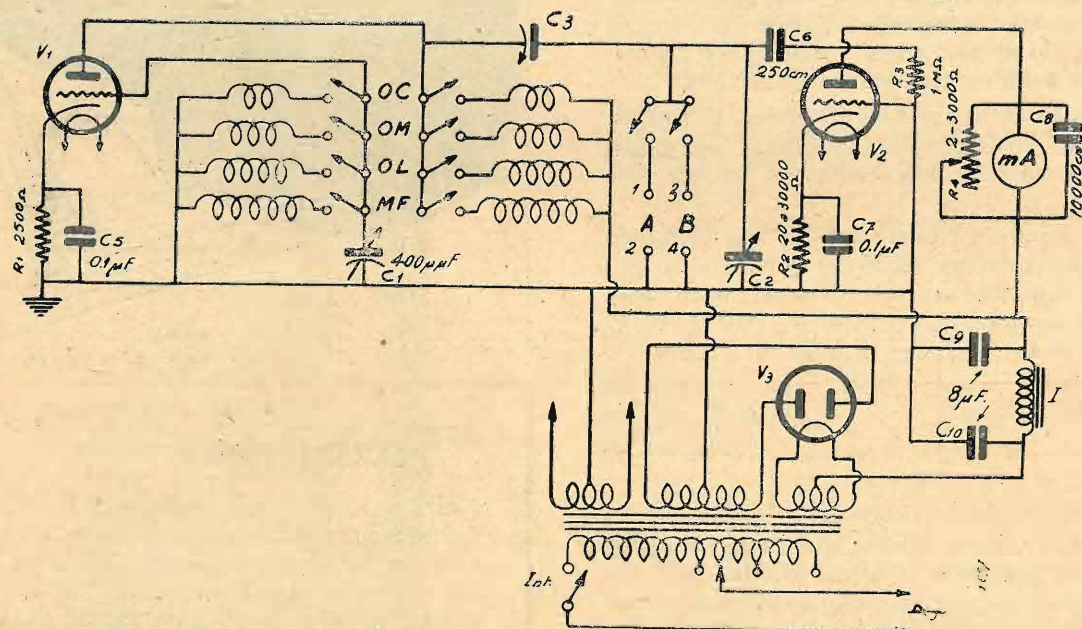 V1
C3
C6
250cm
R3
1 MΩ
OC
OM
OL
MF
V2
R4 2-3000Ω
mA
C8
10000cm
R1 2500Ω
C5
0.1µF
400µµF
C1
1
3
A
B
2
4
C2
R2 20a30000
Ω
C7
0.1µF
V3
C9
8µF.
C10
I
Int.